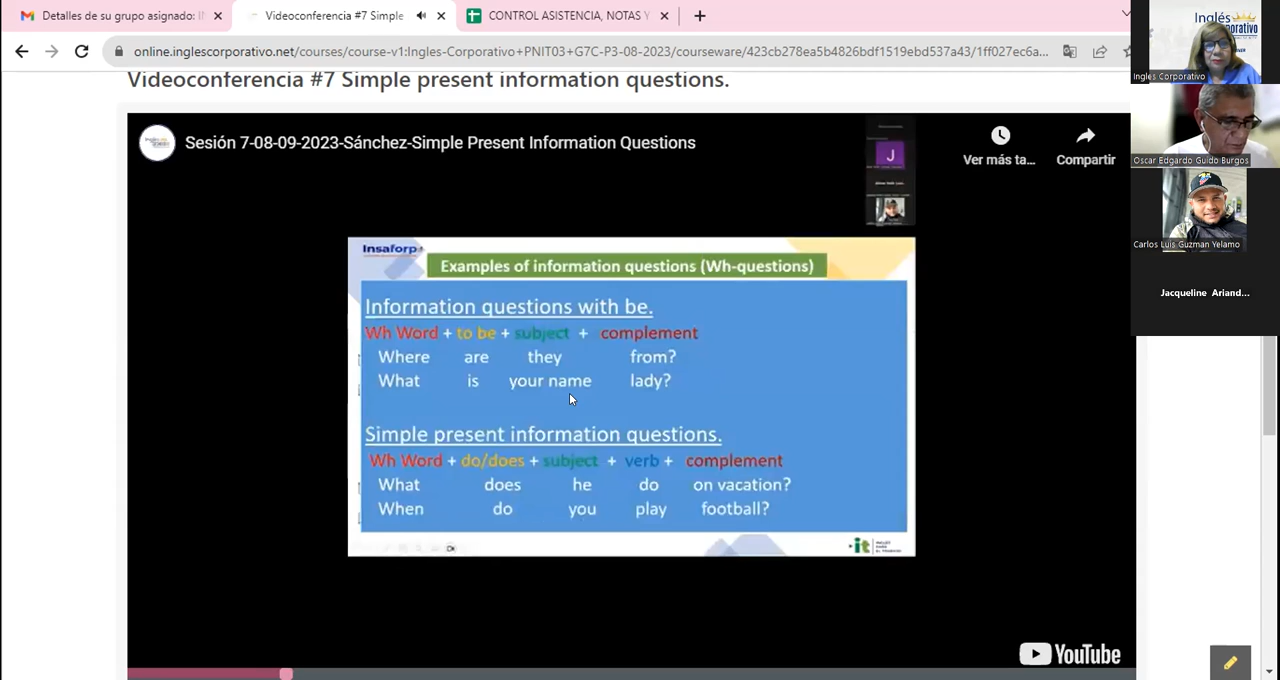 Detalles de su grupo asignado: IN
Videoconferencia #7 Simple
CONTROL ASISTENCIA, NOTAS Y
online.inglescorporativo.net/courses/course-v1:Ingles-Corporativo+PNIT03+G7C-P3-08-2023/courseware/423cb278ea5b4826bdf1519ebd537a43/1ff027ec6a...
Videoconferencia #7 Simple present information questions.
Sesión 7-08-09-2023-Sánchez-Simple Present Information Questions
J
Ver más ta...
Compartir
Insaforp
Examples of information questions (Wh-questions)
Information questions with be.
Wh Word + to be + subject + complement
Where are they from?
What is your name lady?
Simple present information questions.
Wh Word + do/does + subject + verb + complement
What does he do on vacation?
When do you play football?
it
YouTube
Inglés
Ingles Corporativo
Oscar Edgardo Guido Burgos
Carlos Luis Guzman Yelamo
Jacqueline Ariand...